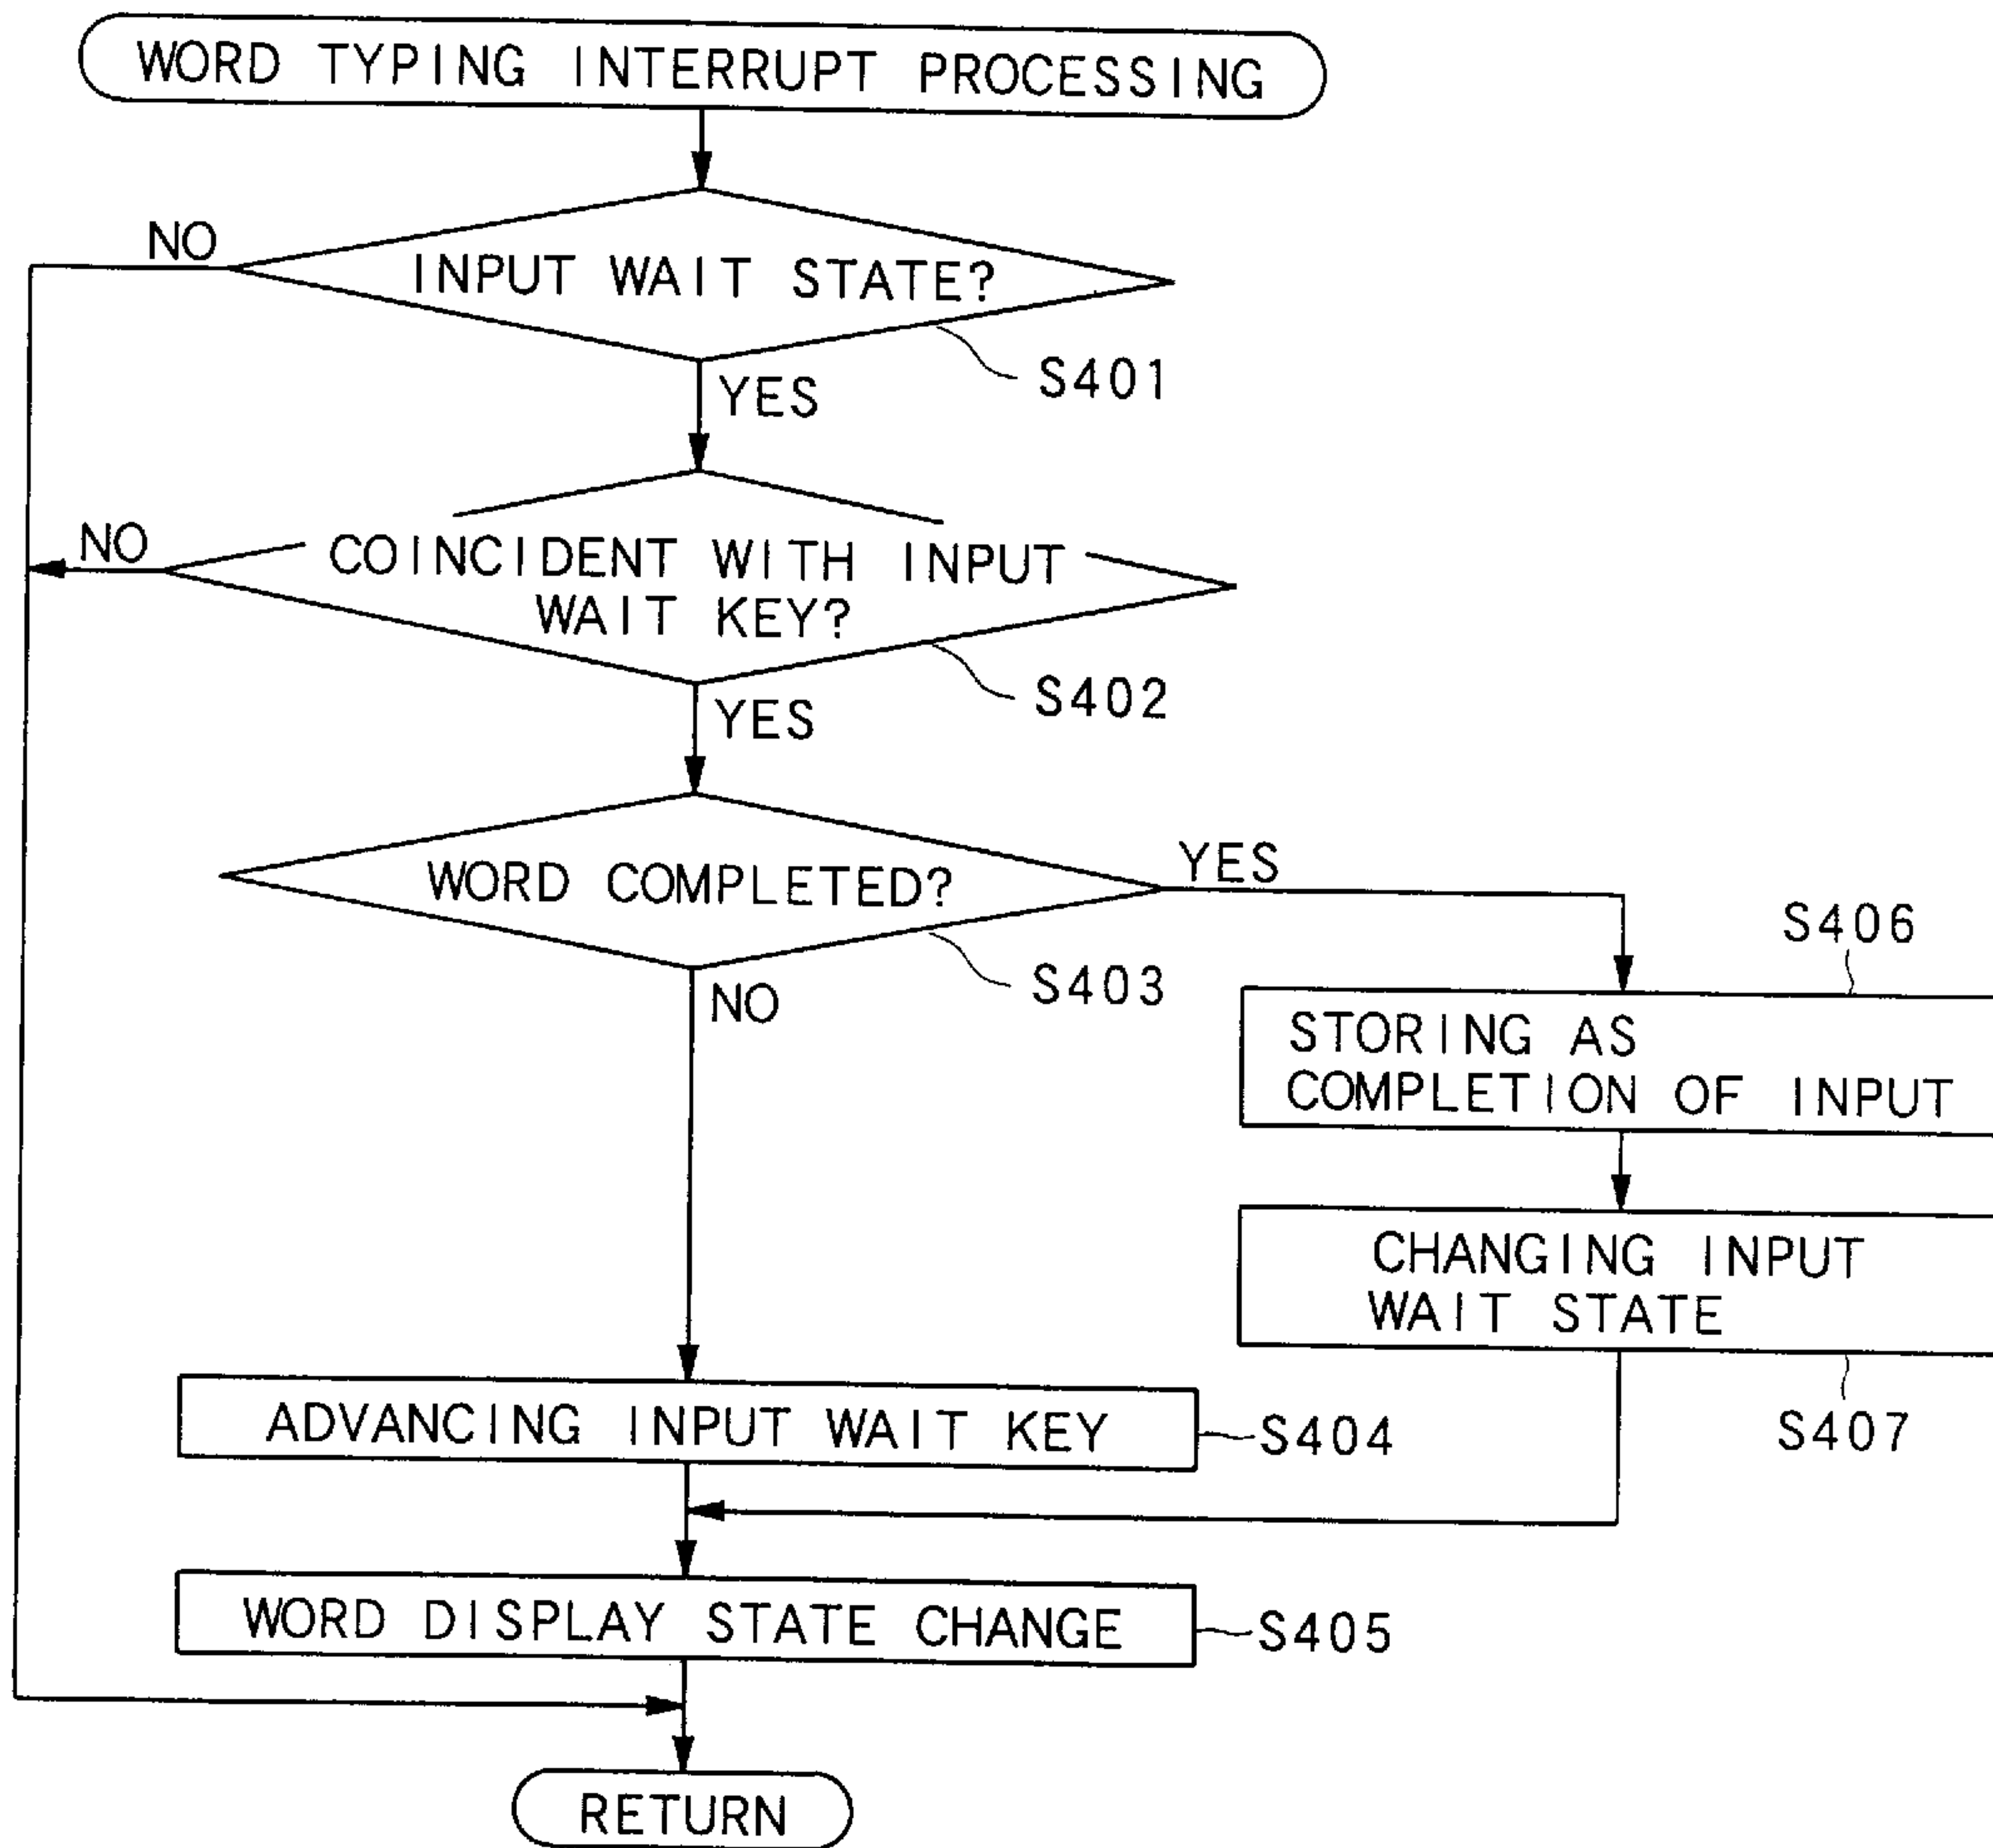 WORD TYPING INTERRUPT PROCESSING
NO
INPUT WAIT STATE?
S401
YES
NO
COINCIDENT WITH INPUT
WAIT KEY?
S402
YES
WORD COMPLETED?
YES
S403
NO
S406
STORING AS
COMPLETION OF INPUT
CHANGING INPUT
WAIT STATE
S407
ADVANCING INPUT WAIT KEY
S404
WORD DISPLAY STATE CHANGE
S405
RETURN